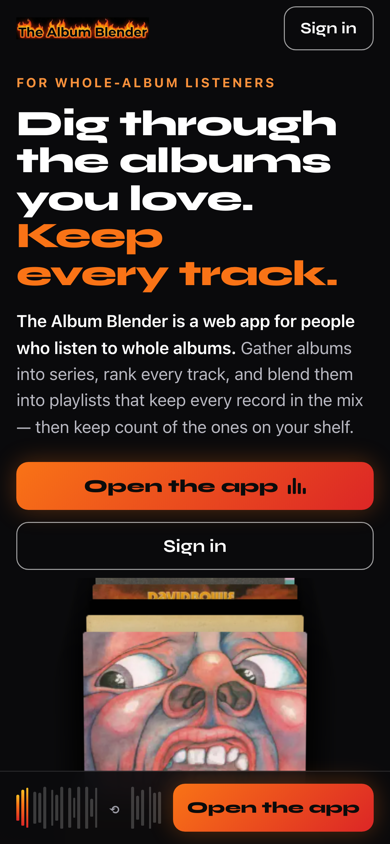 The Album Blender
Sign in
FOR WHOLE-ALBUM LISTENERS
Dig through
the albums
you love.
Keep
every track.
The Album Blender is a web app for people
who listen to whole albums. Gather albums
into series, rank every track, and blend them
into playlists that keep every record in the mix
— then keep count of the ones on your shelf.
Open the app
Sign in
DAVIDBOWIE
Open the app